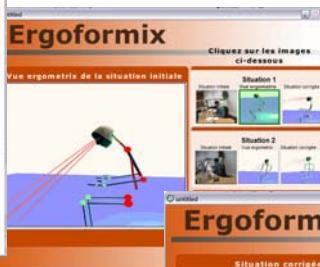 untitled
Ergoformix
Cliquez sur les images
ci-dessous
Vue ergometrix de la situation initiale
Situation 1
Situation initiale Vue ergometrix Situation corrigée
Situation 2
Situation initiale Vue ergometrix Situation corrigée
untitled
Ergoform
Situation corrigée